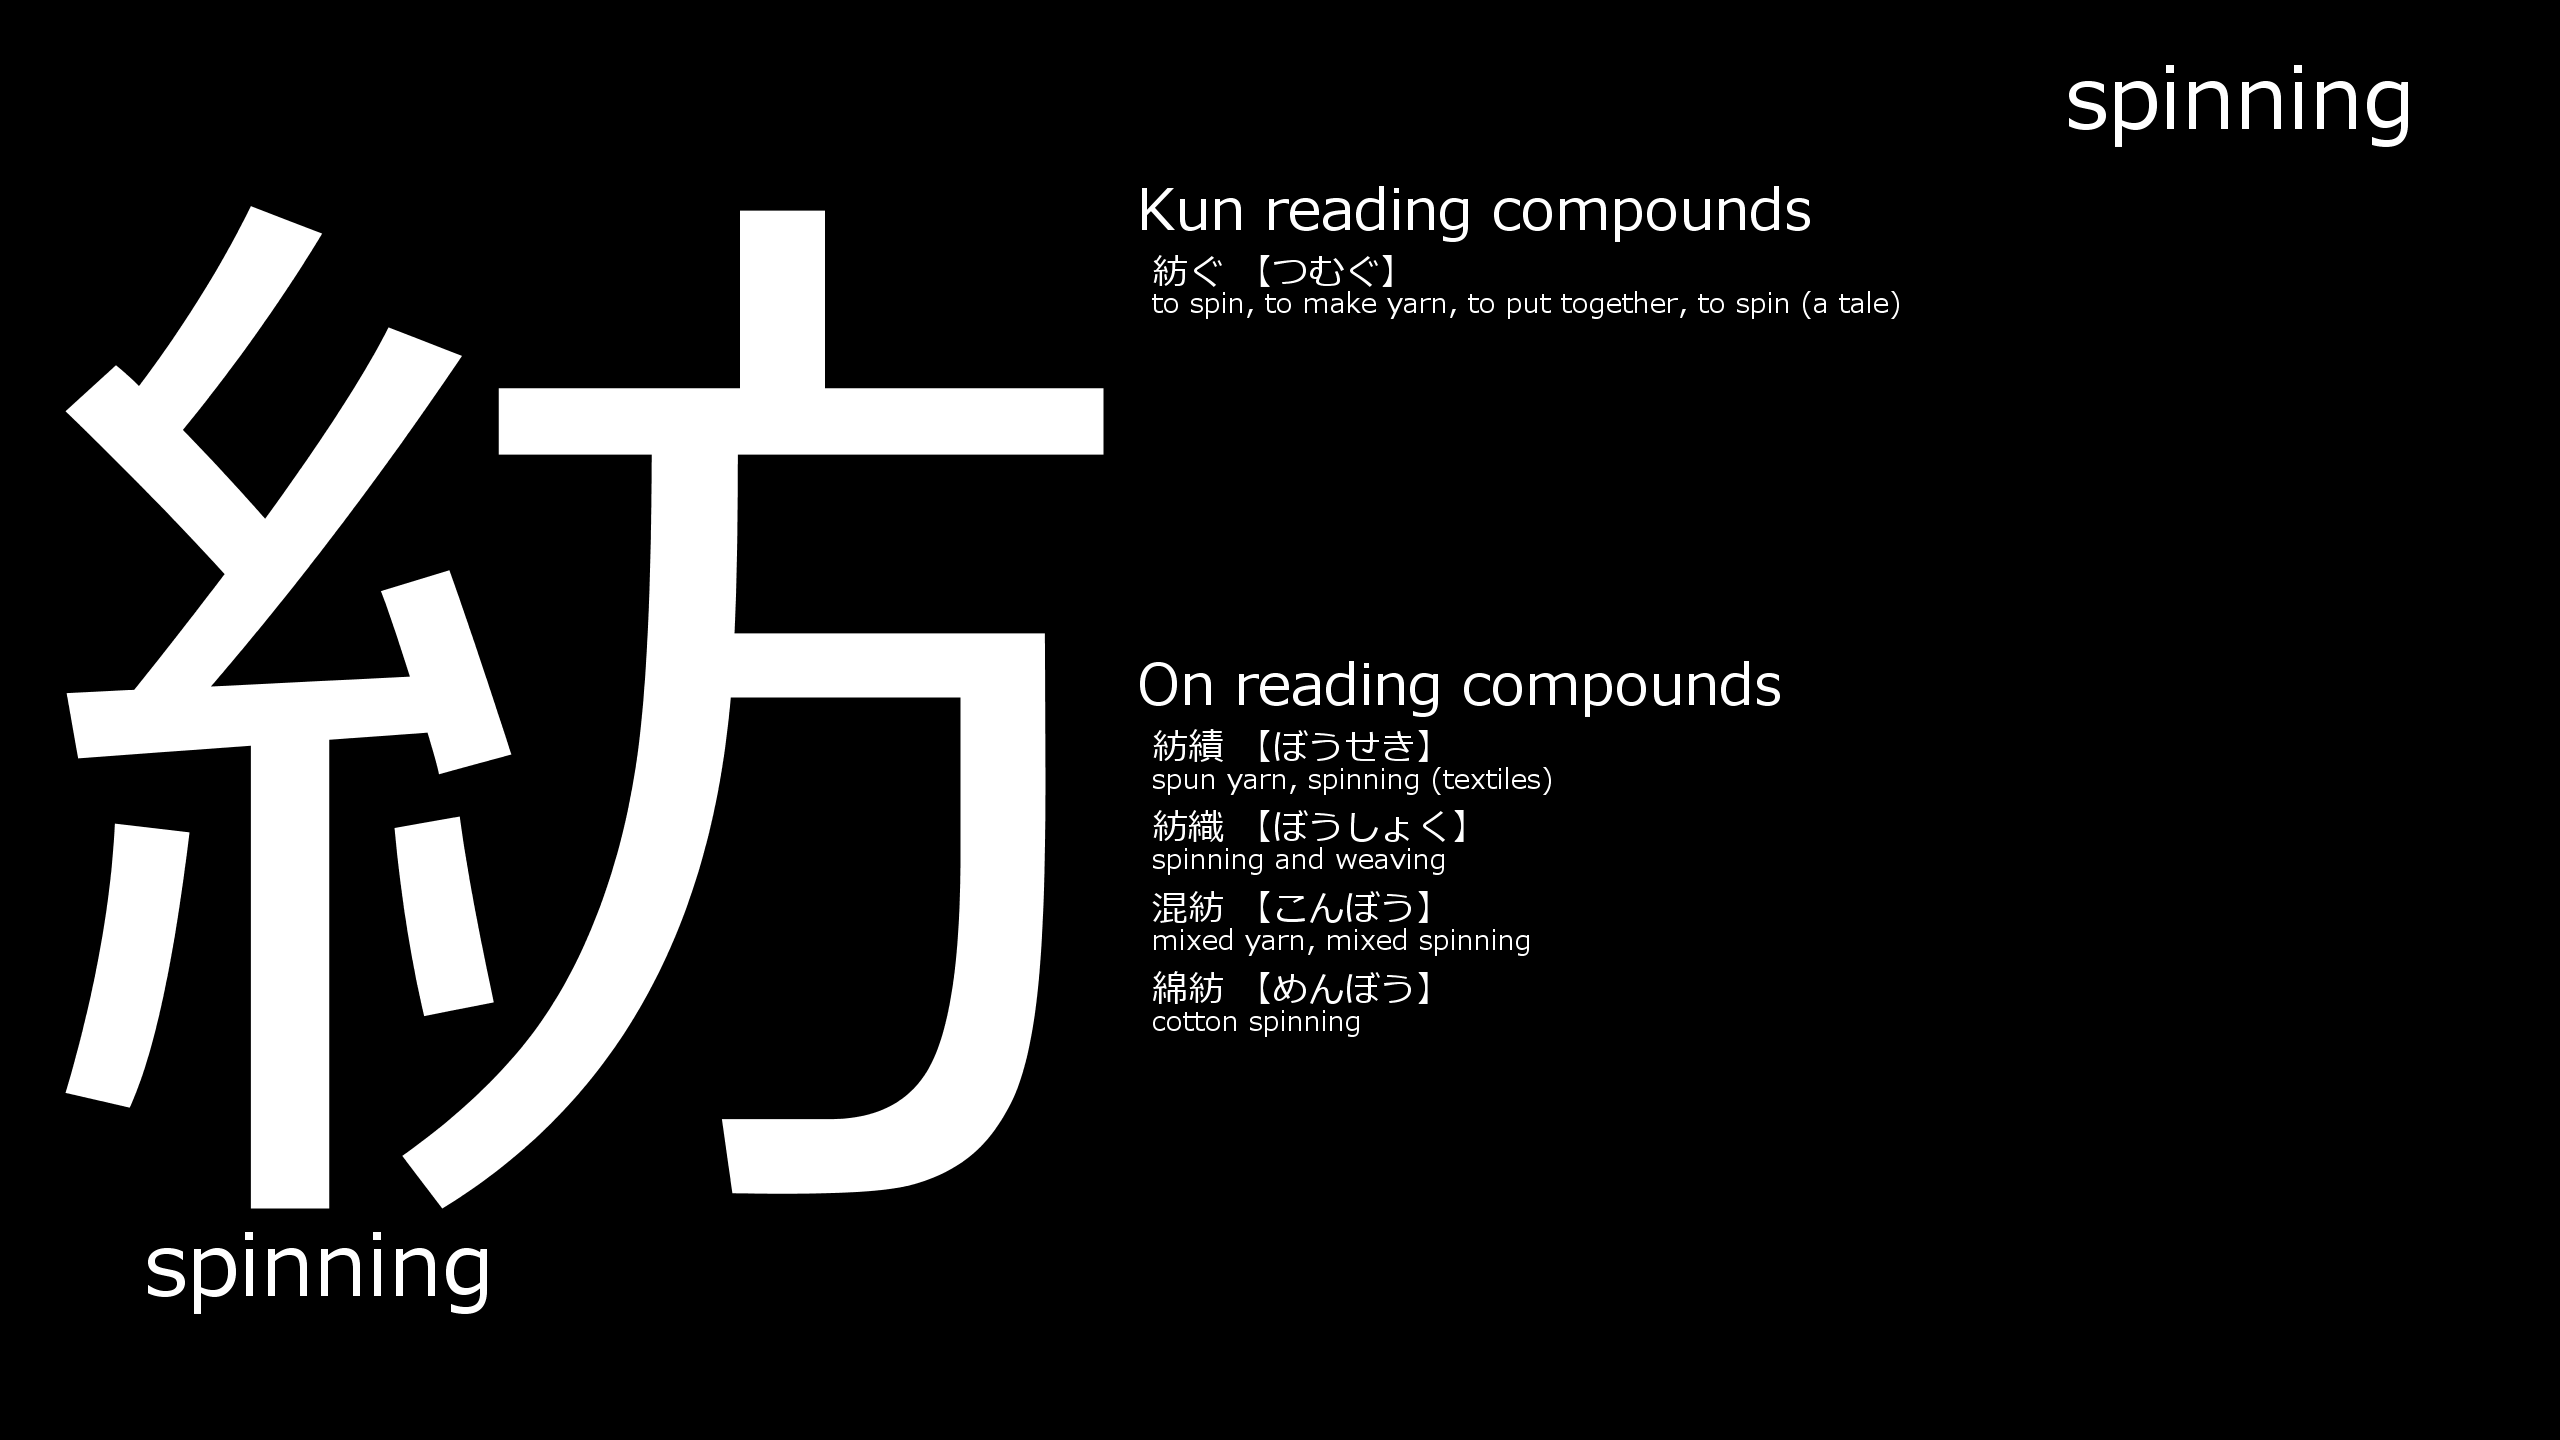 spinning
紡
spinning
Kun reading compounds
紡ぐ 【つむぐ】
to spin, to make yarn, to put together, to spin (a tale)
On reading compounds
紡績 【ぼうせき】
spun yarn, spinning (textiles)
紡織 【ぼうしょく】
spinning and weaving
混紡 【こんぼう】
mixed yarn, mixed spinning
綿紡 【めんぼう】
cotton spinning